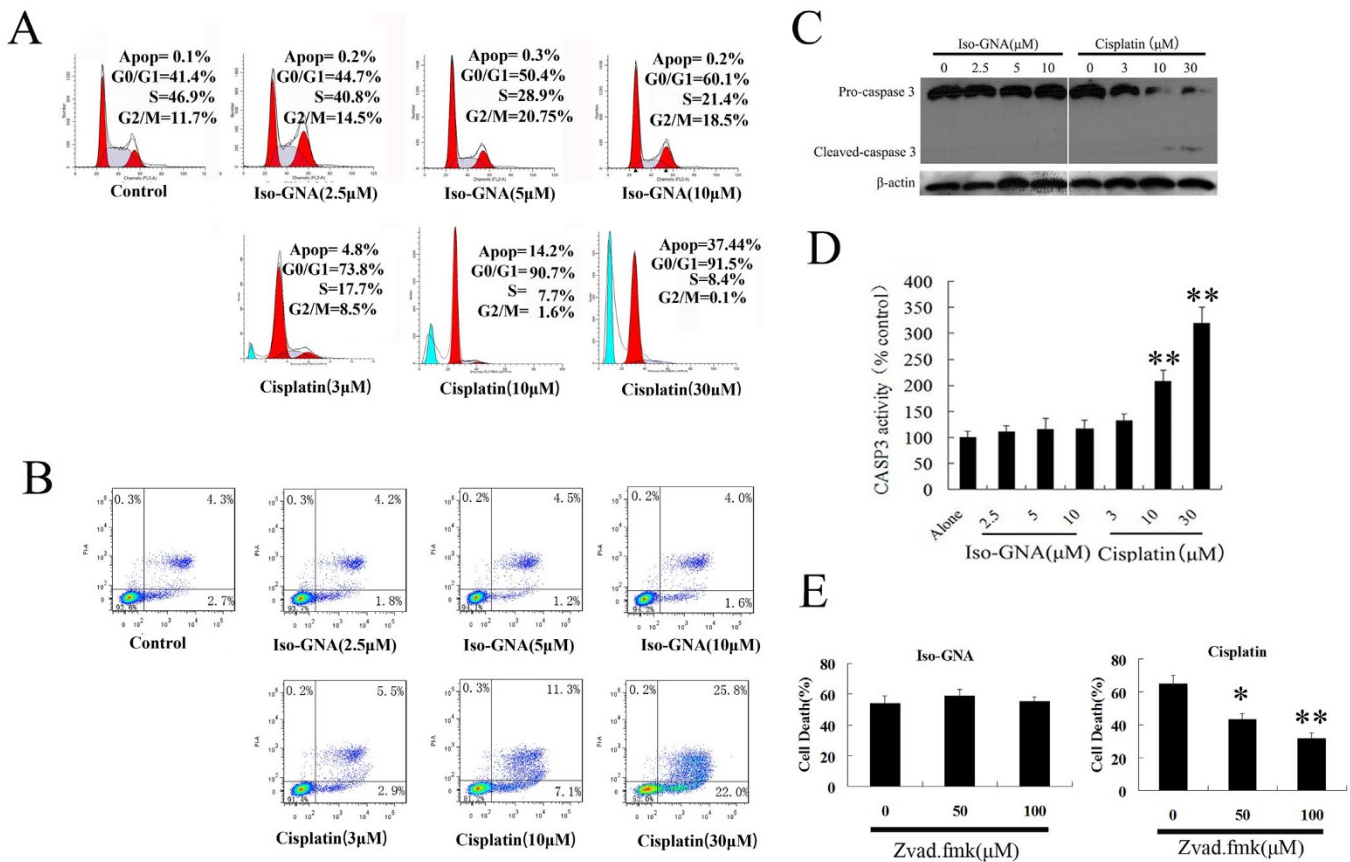 A
Apop= 0.1%
G0/G1=41.4%
S=46.9%
G2/M=11.7%
Control
Apop= 0.2%
G0/G1=44.7%
S=40.8%
G2/M=14.5%
Iso-GNA(2.5μM)
Apop= 0.3%
G0/G1=50.4%
S=28.9%
G2/M=20.75%
Iso-GNA(5μM)
Apop= 0.2%
G0/G1=60.1%
S=21.4%
G2/M=18.5%
Iso-GNA(10μM)
Apop= 4.8%
G0/G1=73.8%
S=17.7%
G2/M=8.5%
Cisplatin(3μM)
Apop= 14.2%
G0/G1=90.7%
S= 7.7%
G2/M= 1.6%
Cisplatin(10μM)
Apop=37.44%
G0/G1=91.5%
S=8.4%
G2/M=0.1%
Cisplatin(30μM)
B
0.3% 4.3%
2.7%
Control
0.3% 4.2%
1.8%
Iso-GNA(2.5μM)
0.2% 4.5%
1.2%
Iso-GNA(5μM)
0.2% 4.0%
1.6%
Iso-GNA(10μM)
0.2% 5.5%
2.9%
Cisplatin(3μM)
0.3% 11.3%
7.1%
Cisplatin(10μM)
0.2% 25.8%
22.0%
Cisplatin(30μM)
C
Iso-GNA(μM) Cisplatin (μM)
0 2.5 5 10 0 3 10 30
Pro-caspase 3
Cleaved-caspase 3
β-actin
D
CASP3 activity (% control)
400
350
300
250
200
150
100
50
0
** **
Alone 2.5 5 10 3 10 30
Iso-GNA(μM) Cisplatin(μM)
E
Iso-GNA
Cell Death(%)
80
60
40
20
0
0 50 100
Zvad.fmk(μM)
Cisplatin
Cell Death(%)
80
60
40
20
0
* **
0 50 100
Zvad.fmk(μM)